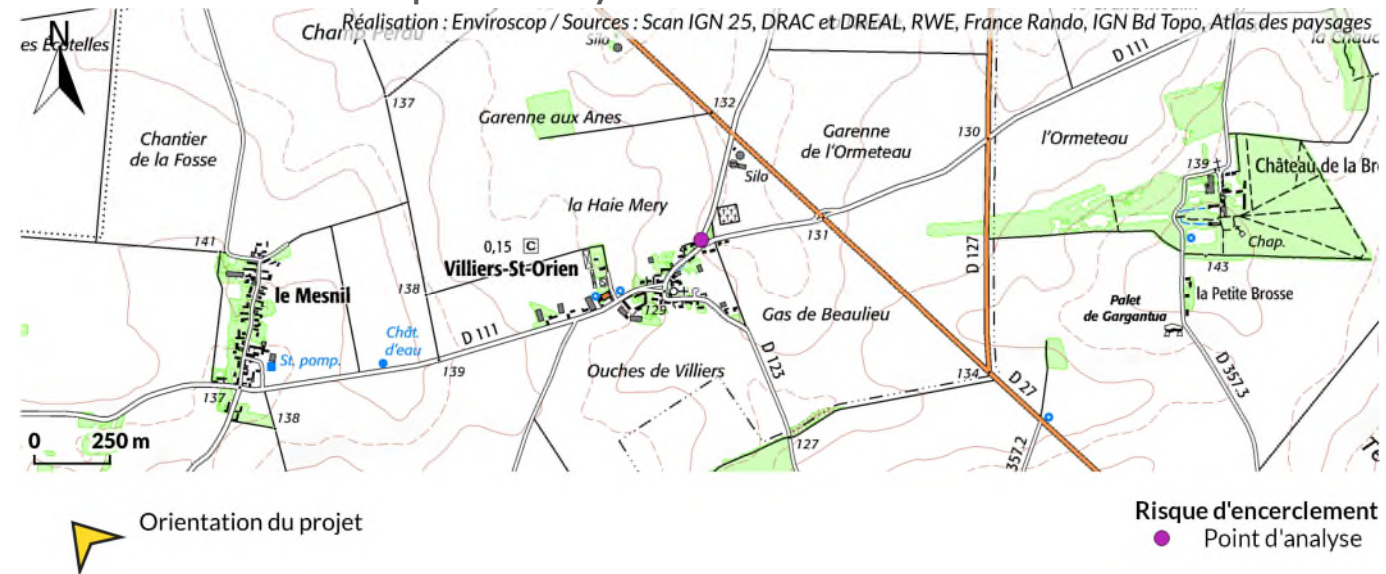 Réalisation : Enviroscop / Sources : Scan IGN 25, DRAC et DREAL, RWE, France Rando, IGN Bd Topo, Atlas des paysages
N
Champ Perdu
Silo
D 111
137
132
Garenne aux Anes
Chantier
de la Fosse
Garenne
de l'Ormeteau
130
l'Ormeteau
139
Château de la Br
Silo
la Haie Mery
141
131
D 127
0,15 C
Villiers-St-Orien
Chap.
143
le Mesnil
138
129
Gas de Beaulieu
Palet
de Gargantua
la Petite Brosse
Chât.
d'eau
D 111
St. pomp.
139
Ouches de Villiers
D 123
134
D 27
D 357.3
137
138
127
357.2
0 250 m
Orientation du projet
Risque d'encerclement
Point d'analyse